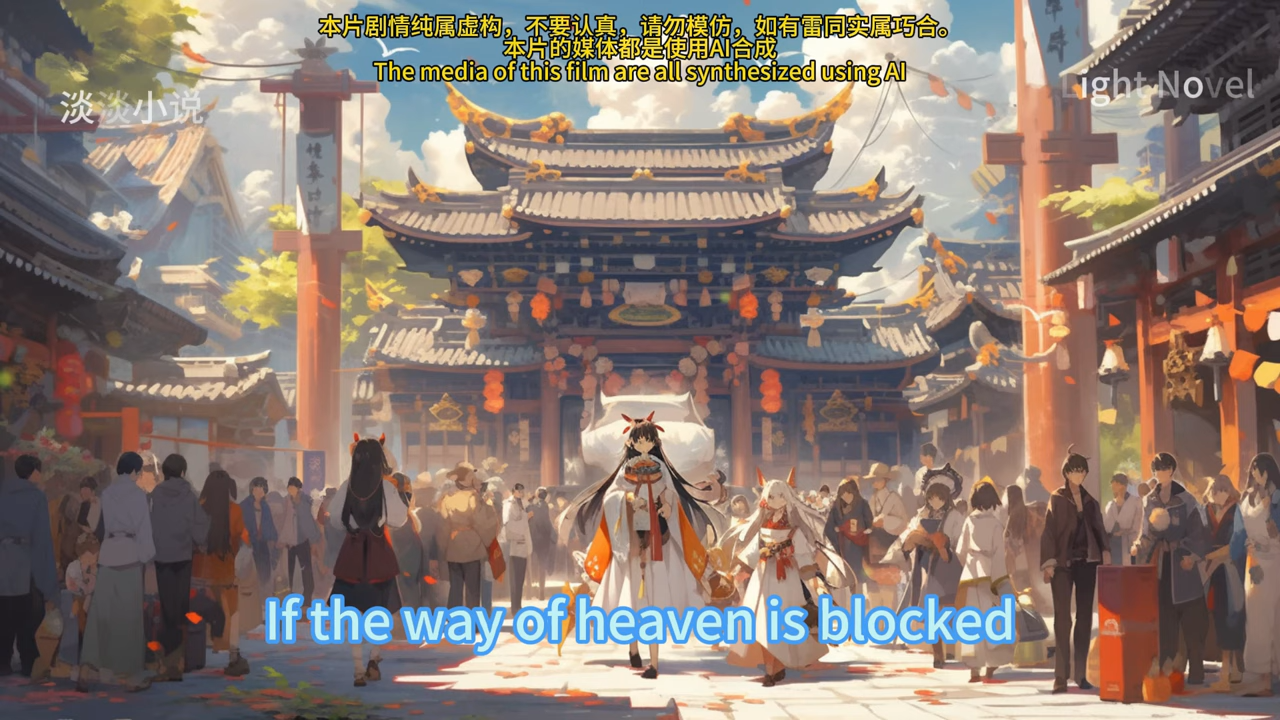 本片剧情纯属虚构，不要认真，请勿模仿，如有雷同实属巧合。
本片的媒体都是使用AI合成
The media of this film are all synthesized using AI
淡淡小说
Light Novel
If the way of heaven is blocked